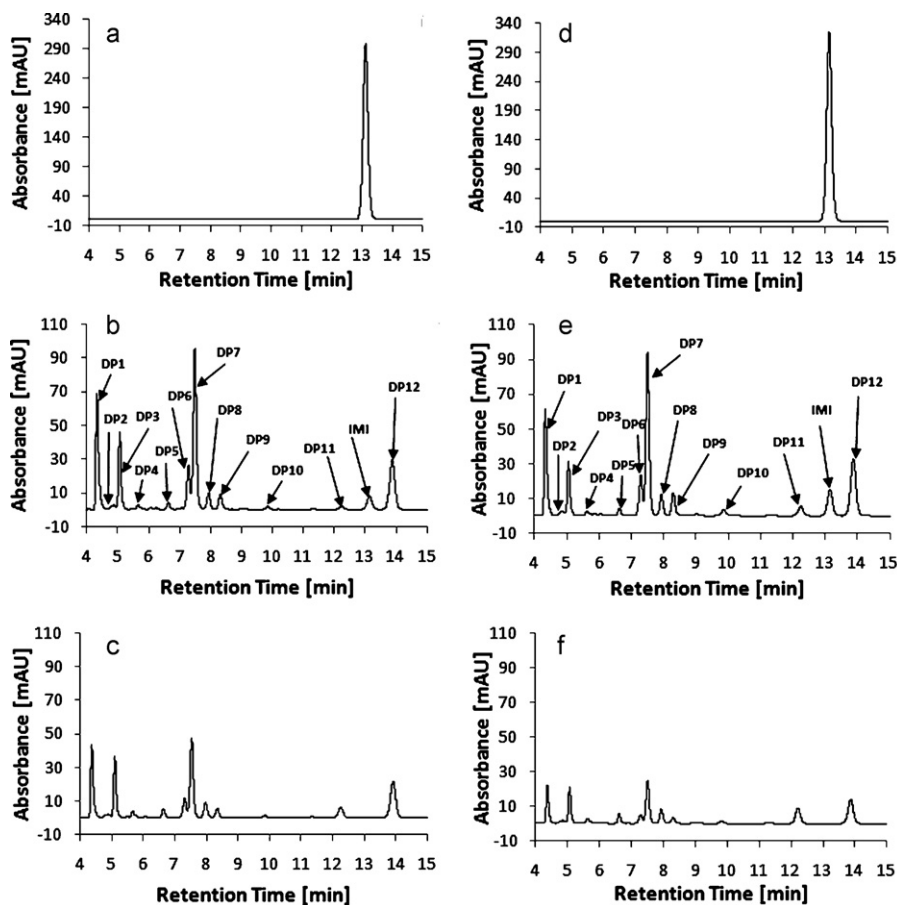 a
Absorbance [mAU]
340
290
240
190
140
90
40
-10
4 5 6 7 8 9 10 11 12 13 14 15
Retention Time [min]
d
Absorbance [mAU]
340
290
240
190
140
90
40
-10
4 5 6 7 8 9 10 11 12 13 14 15
Retention Time [min]
b
Absorbance [mAU]
110
90
70
50
30
10
-10
DP1
DP2
DP3
DP4
DP5
DP6
DP7
DP8
DP9
DP10
DP11
IMI
DP12
4 5 6 7 8 9 10 11 12 13 14 15
Retention Time [min]
e
Absorbance [mAU]
110
90
70
50
30
10
-10
DP1
DP2
DP3
DP4
DP5
DP6
DP7
DP8
DP9
DP10
DP11
IMI
DP12
4 5 6 7 8 9 10 11 12 13 14 15
Retention Time [min]
c
Absorbance [mAU]
110
90
70
50
30
10
-10
4 5 6 7 8 9 10 11 12 13 14 15
Retention Time [min]
f
Absorbance [mAU]
110
90
70
50
30
10
-10
4 5 6 7 8 9 10 11 12 13 14 15
Retention Time [min]